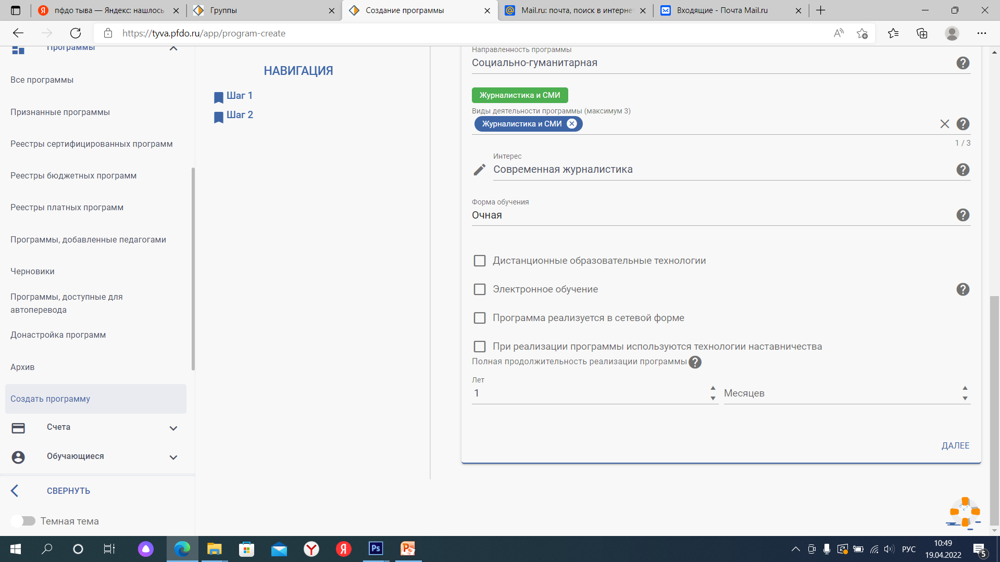 пфдо тыва — Яндекс: нашлось
Группы
Создание программы
Mail.ru: почта, поиск в интерне
Входящие - Почта Mail.ru
https://tyva.pfdo.ru/app/program-create
Программы
Все программы
Признанные программы
Реестры сертифицированных программ
Реестры бюджетных программ
Реестры платных программ
Программы, добавленные педагогами
Черновики
Программы, доступные для
автоперевода
Донастройка программ
Архив
Создать программу
Счета
Обучающиеся
СВЕРНУТЬ
Темная тема
НАВИГАЦИЯ
Шаг 1
Шаг 2
Направленность программы
Социально-гуманитарная
Журналистика и СМИ
Виды деятельности программы (максимум 3)
Журналистика и СМИ
1 / 3
Интерес
Современная журналистика
Форма обучения
Очная
Дистанционные образовательные технологии
Электронное обучение
Программа реализуется в сетевой форме
При реализации программы используются технологии наставничества
Полная продолжительность реализации программы
Лет
1
Месяцев
ДАЛЕЕ
РУС
10:49
19.04.2022
5